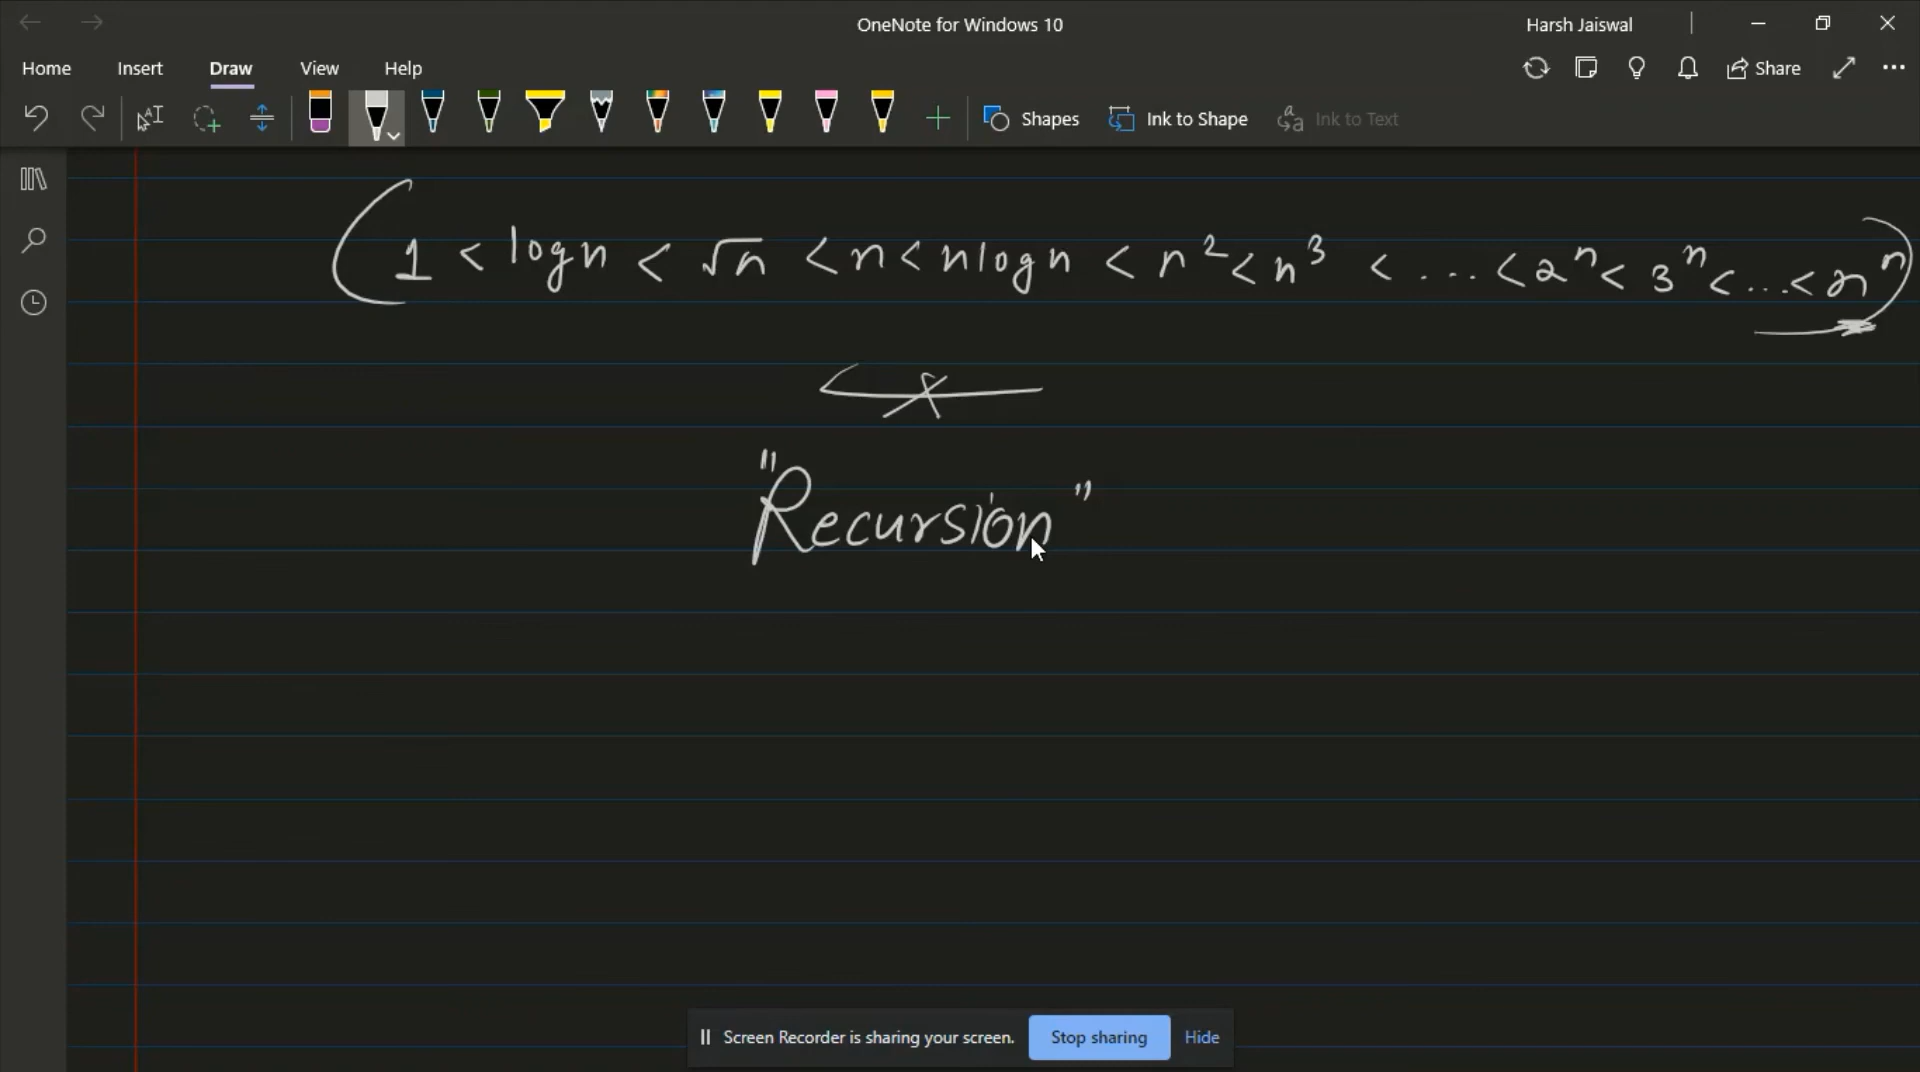 OneNote for Windows 10
Harsh Jaiswal
Home Insert Draw View Help
Share
Shapes Ink to Shape Ink to Text
(1 < logn < √n < n < nlogn < n² < n³ < ... < 2ⁿ < 3ⁿ < ... < nⁿ)
"Recursion"
Screen Recorder is sharing your screen. Stop sharing Hide